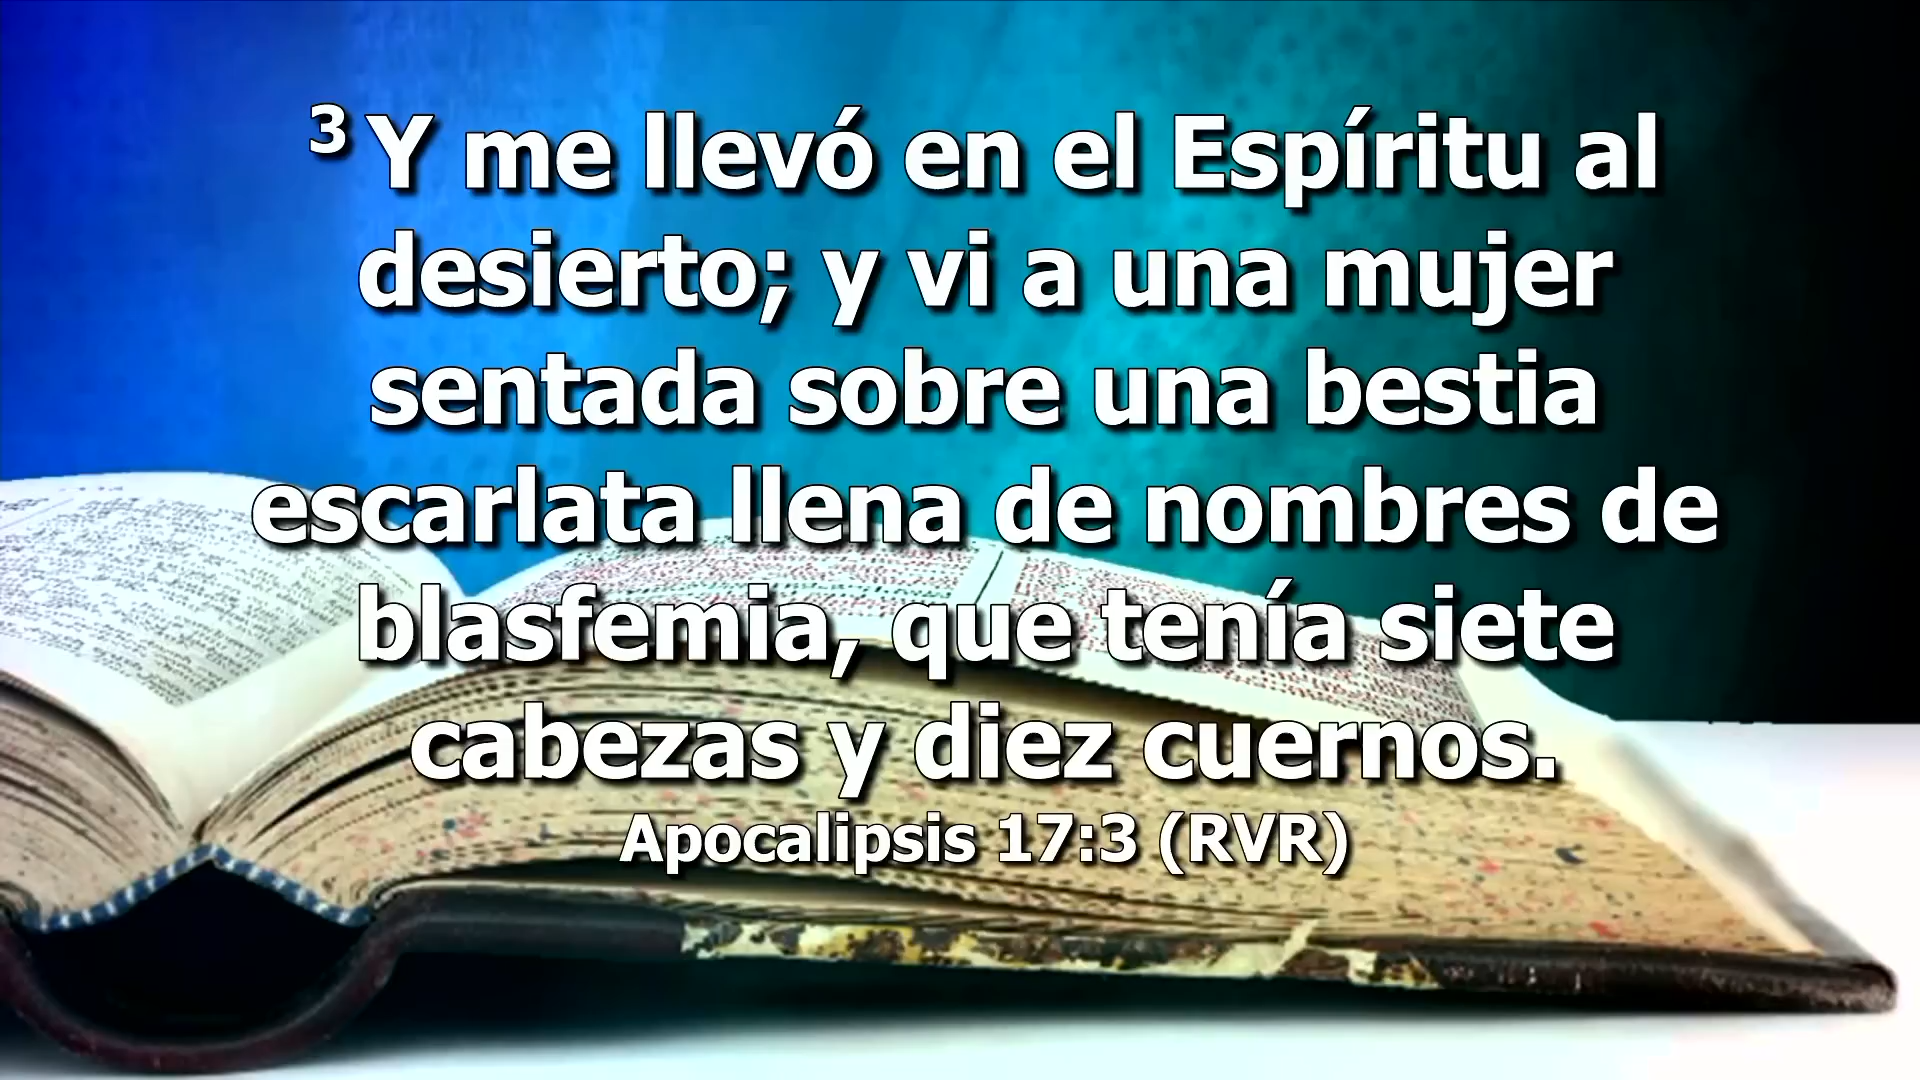 3 Y me llevó en el Espíritu al
desierto; y vi a una mujer
sentada sobre una bestia
escarlata llena de nombres de
blasfemia, que tenía siete
cabezas y diez cuernos.
Apocalipsis 17:3 (RVR)